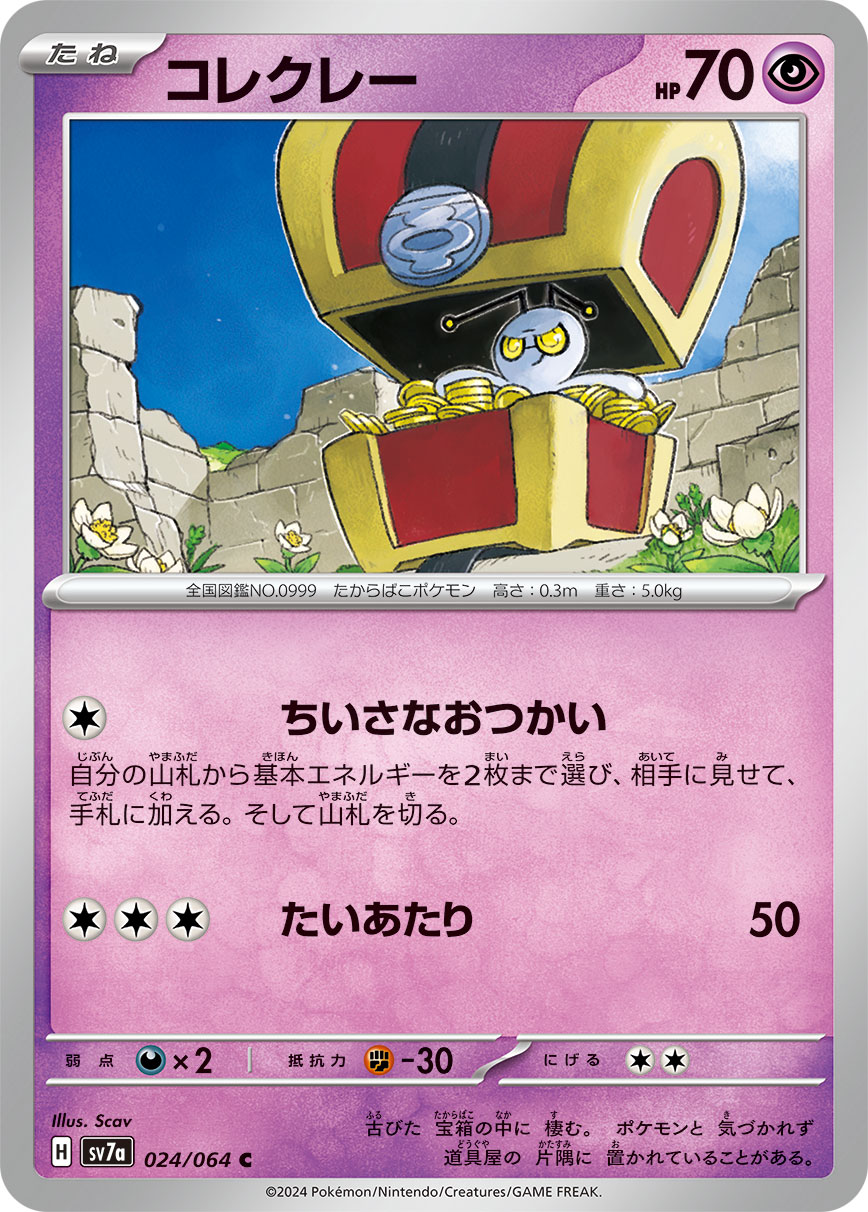 たね
コレクレー
HP70
全国図鑑NO.0999 たからばこポケモン 高さ:0.3m 重さ:5.0kg
ちいさなおつかい
自分の山札から基本エネルギーを2枚まで選び、相手に見せて、
手札に加える。そして山札を切る。
たいあたり 50
弱点 ×2 抵抗力 -30 にげる
Illus. Scav
古びた 宝箱の中に 棲む。 ポケモンと 気づかれず
道具屋の 片隅に 置かれていることがある。
H sv7a 024/064 C
©2024 Pokémon/Nintendo/Creatures/GAME FREAK.